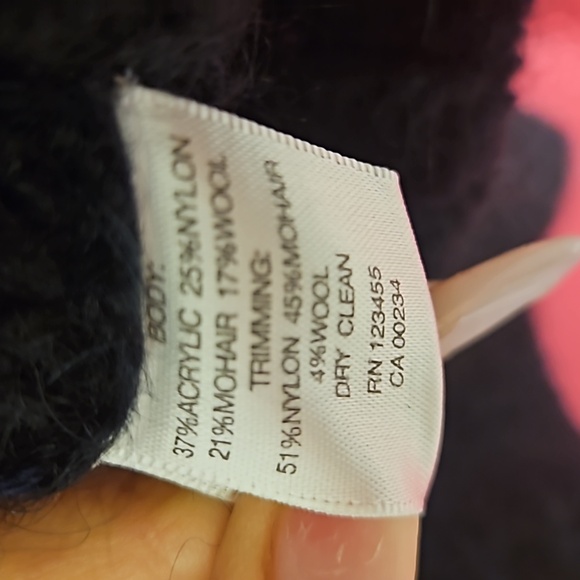 BODY:
37%ACRYLIC 25%NYLON
21%MOHAIR 17%WOOL
TRIMMING:
51%NYLON 45%MOHAIR
4%WOOL
DRY CLEAN
RN 123455
CA 00234